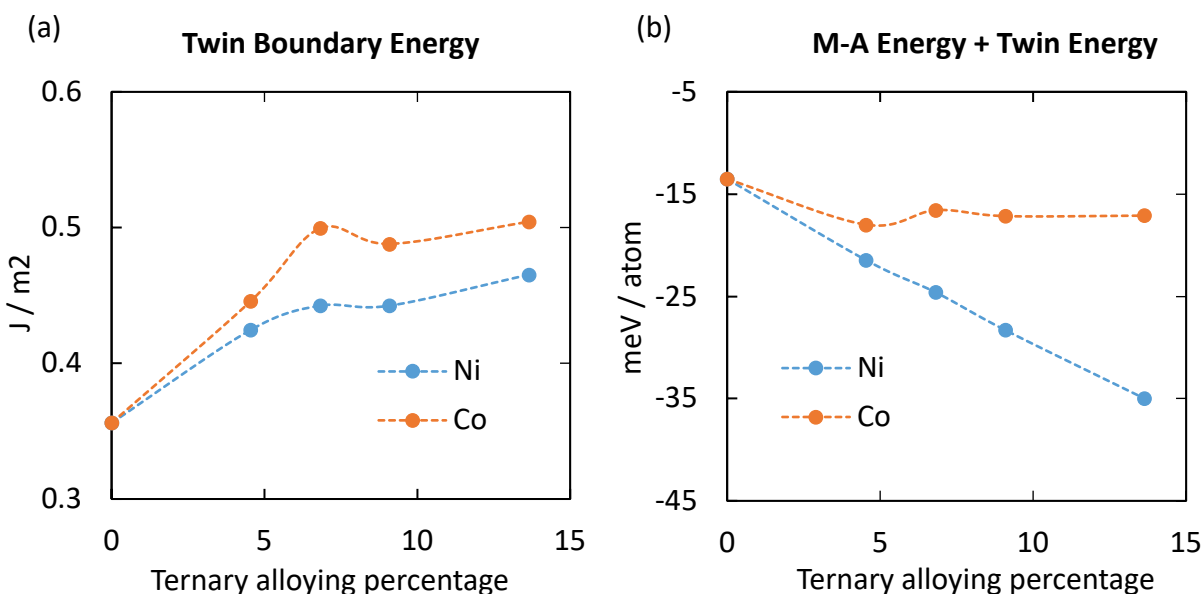 (a)
Twin Boundary Energy
0.6
0.5
0.4
0.3
J / m2
Ni
Co
0 5 10 15
Ternary alloying percentage
(b)
M-A Energy + Twin Energy
-5
-15
-25
-35
-45
meV / atom
Ni
Co
0 5 10 15
Ternary alloying percentage